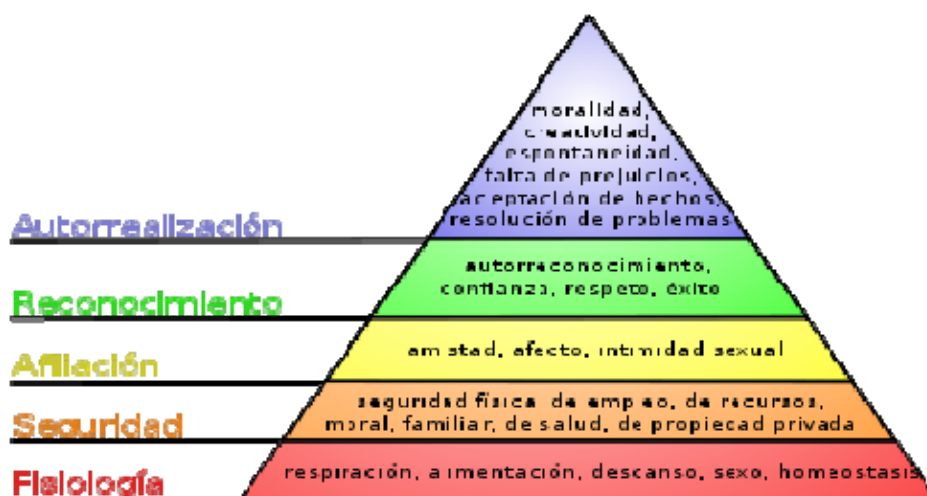 moralidad,
creatividad,
espontaneidad,
falta de prejuicios,
aceptación de hechos,
resolución de problemas
Autorrealización
autorreconocimiento,
confianza, respeto, éxito
Reconocimiento
amistad, afecto, intimidad sexual
Afiliación
seguridad física, de empleo, de recursos,
moral, familiar, de salud, de propiedad privada
Seguridad
respiración, alimentación, descanso, sexo, homeostasis
Fisiología